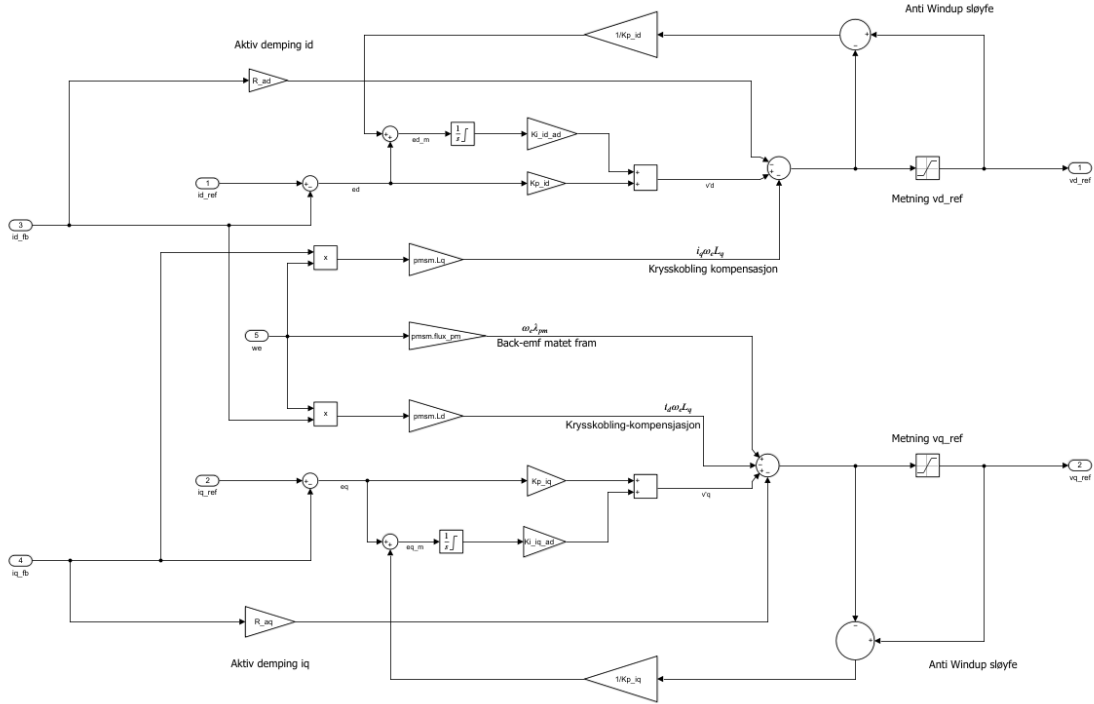 Anti Windup sløyfe
1/Kp_id
+
−
Aktiv demping id
R_ad
+
+
ed_m
1
s
Ki_id_ad
+
+
−
+
−
1
id_ref
+
−
ed
Kp_id
v'd
1
vd_ref
Metning vd_ref
3
id_fb
x
pmsm.Lq
iqωeLq
Krysskobling kompensasjon
5
we
pmsm.flux_pm
ωeλpm
Back-emf matet fram
x
pmsm.Ld
idωeLq
Krysskobling-kompensjasjon
Metning vq_ref
2
iq_ref
+
−
eq
Kp_iq
+
+
v'q
+
−
+
−
2
vq_ref
+
+
eq_m
1
s
Ki_iq_ad
4
iq_fb
R_aq
−
+
Aktiv demping iq
1/Kp_iq
Anti Windup sløyfe